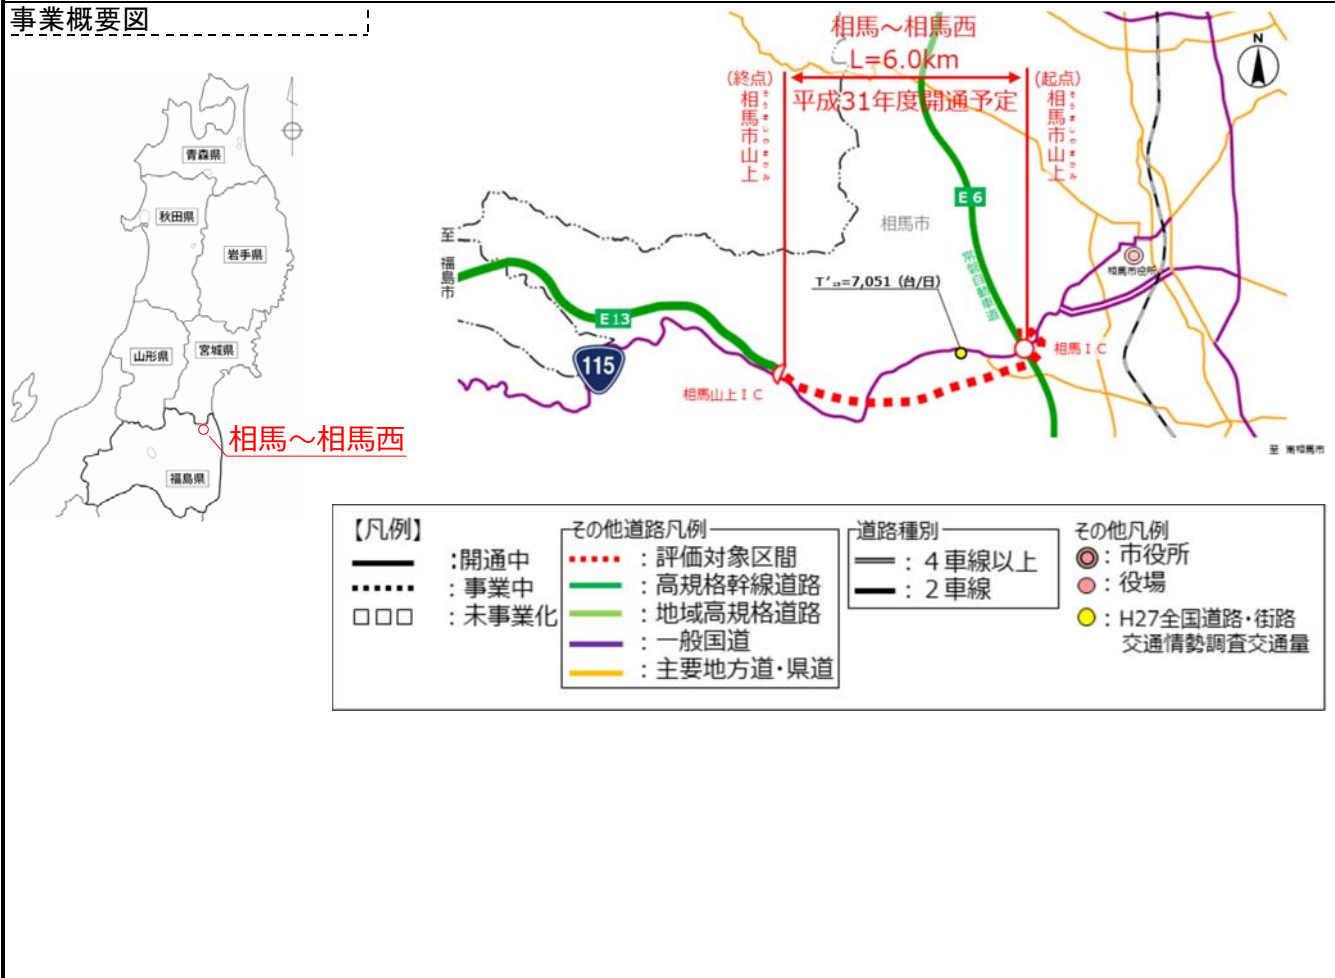 事業概要図
青森県
秋田県
岩手県
山形県
宮城県
福島県
相馬～相馬西
相馬～相馬西
L=6.0km
平成31年度開通予定
(終点)
相馬市山上
(起点)
相馬市山上
N
E6
相馬市
常磐自動車道
相馬市役所
至 福島市
E13
115
=7,051 (台/日)
相馬ＩＣ
相馬山上ＩＣ
至 南相馬市
【凡例】
:開通中
：事業中
：未事業化
その他道路凡例
：評価対象区間
：高規格幹線道路
：地域高規格道路
：一般国道
：主要地方道・県道
道路種別
：４車線以上
：２車線
その他凡例
：市役所
：役場
：H27全国道路・街路
交通情勢調査交通量